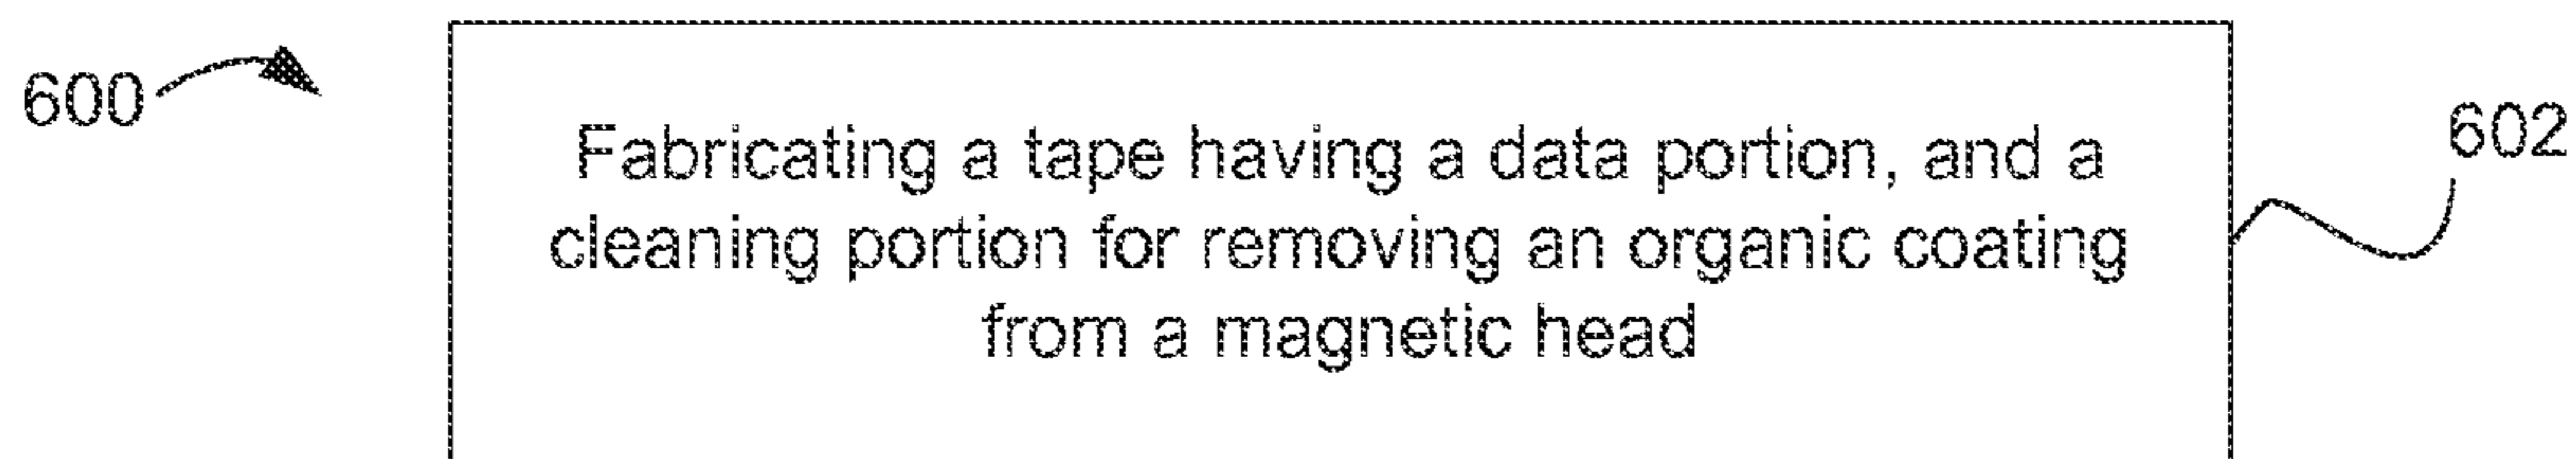 600
602
Fabricating a tape having a data portion, and a
cleaning portion for removing an organic coating
from a magnetic head